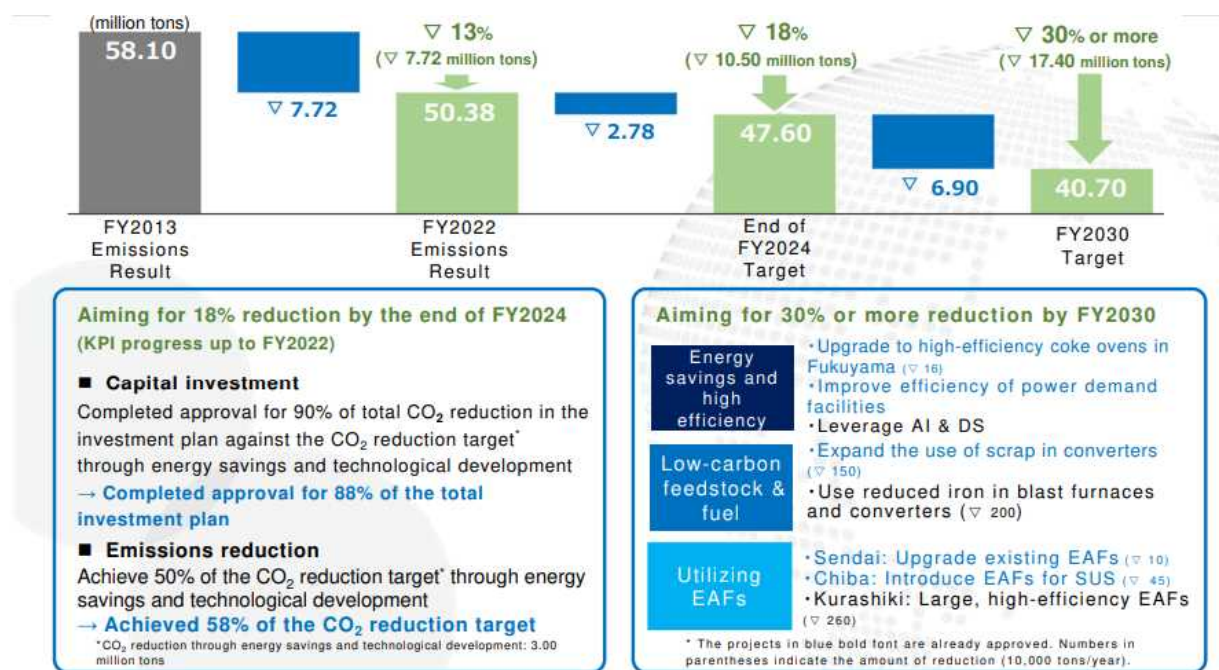 (million tons)
58.10
▽ 7.72
▽ 13%
(▽ 7.72 million tons)
50.38
▽ 2.78
▽ 18%
(▽ 10.50 million tons)
47.60
▽ 6.90
▽ 30% or more
(▽ 17.40 million tons)
40.70
FY2013
Emissions
Result
FY2022
Emissions
Result
End of
FY2024
Target
FY2030
Target
Aiming for 18% reduction by the end of FY2024
(KPI progress up to FY2022)
■ Capital investment
Completed approval for 90% of total CO₂ reduction in the
investment plan against the CO₂ reduction target*
through energy savings and technological development
→ Completed approval for 88% of the total
investment plan
■ Emissions reduction
Achieve 50% of the CO₂ reduction target* through energy
savings and technological development
→ Achieved 58% of the CO₂ reduction target
*CO₂ reduction through energy savings and technological development: 3.00
million tons
Aiming for 30% or more reduction by FY2030
Energy
savings and
high
efficiency
・Upgrade to high-efficiency coke ovens in
Fukuyama (▽ 16)
・Improve efficiency of power demand
facilities
・Leverage AI & DS
Low-carbon
feedstock &
fuel
・Expand the use of scrap in converters
(▽ 150)
・Use reduced iron in blast furnaces
and converters (▽ 200)
Utilizing
EAFs
・Sendai: Upgrade existing EAFs (▽ 10)
・Chiba: Introduce EAFs for SUS (▽ 45)
・Kurashiki: Large, high-efficiency EAFs
(▽ 260)
* The projects in blue bold font are already approved. Numbers in
parentheses indicate the amount of reduction (10,000 tons/year).